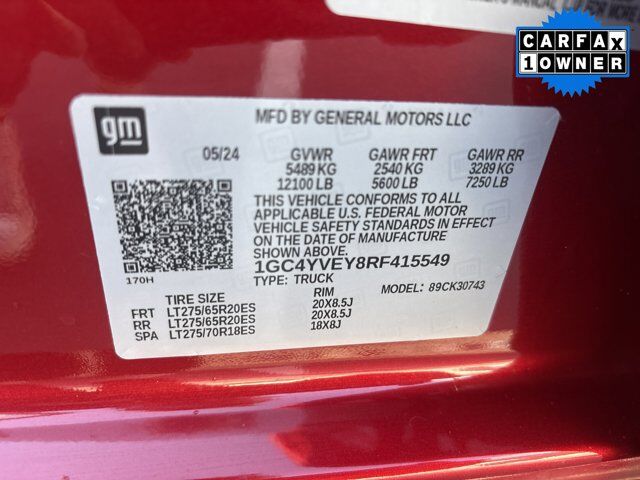 CARFAX
1 OWNER
gm
MFD BY GENERAL MOTORS LLC
05/24 GVWR GAWR FRT GAWR RR
5489 KG 2540 KG 3289 KG
12100 LB 5600 LB 7250 LB
THIS VEHICLE CONFORMS TO ALL
APPLICABLE U.S. FEDERAL MOTOR
VEHICLE SAFETY STANDARDS IN EFFECT
ON THE DATE OF MANUFACTURE
SHOWN ABOVE.
1GC4YVEY8RF415549
170H
TYPE: TRUCK
MODEL: 89CK30743
TIRE SIZE RIM
FRT LT275/65R20ES 20X8.5J
RR LT275/65R20ES 20X8.5J
SPA LT275/70R18ES 18X8J